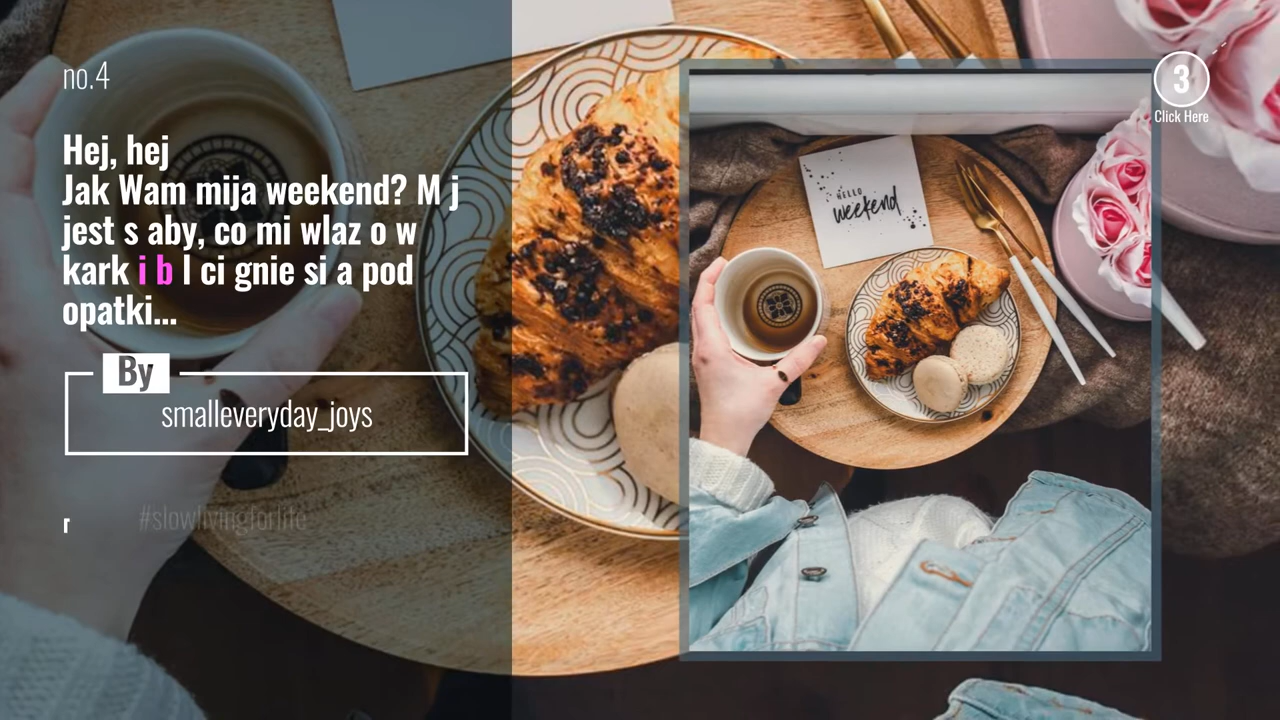 no.4
Hej, hej
Jak Wam mija weekend? M j
jest s aby, co mi wlaz o w
kark i b l ci gnie si a pod
opatki...
By
smalleveryday_joys
r
#slowlivingforlife
3
Click Here
HELLO
weekend